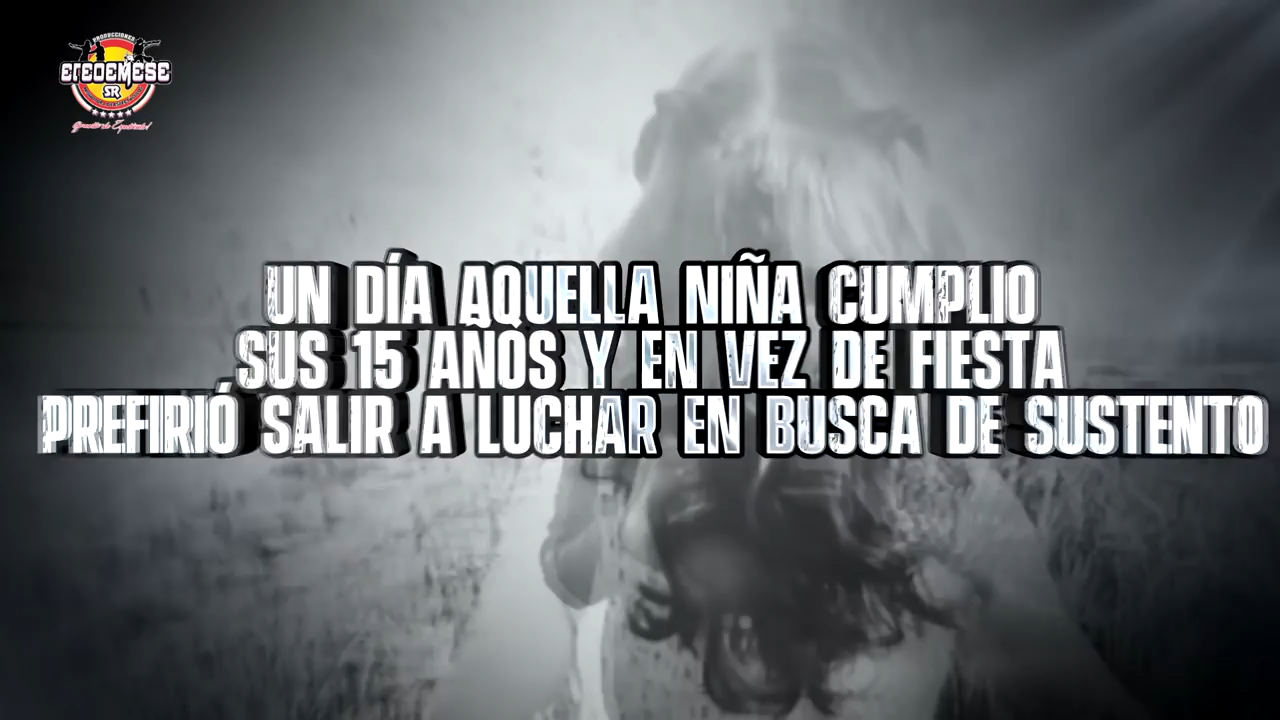 PRODUCCIONES
SR
UN DÍA AQUELLA NIÑA CUMPLIO
SUS 15 AÑOS Y EN VEZ DE FIESTA
PREFIRIÓ SALIR A LUCHAR EN BUSCA DE SUSTENTO